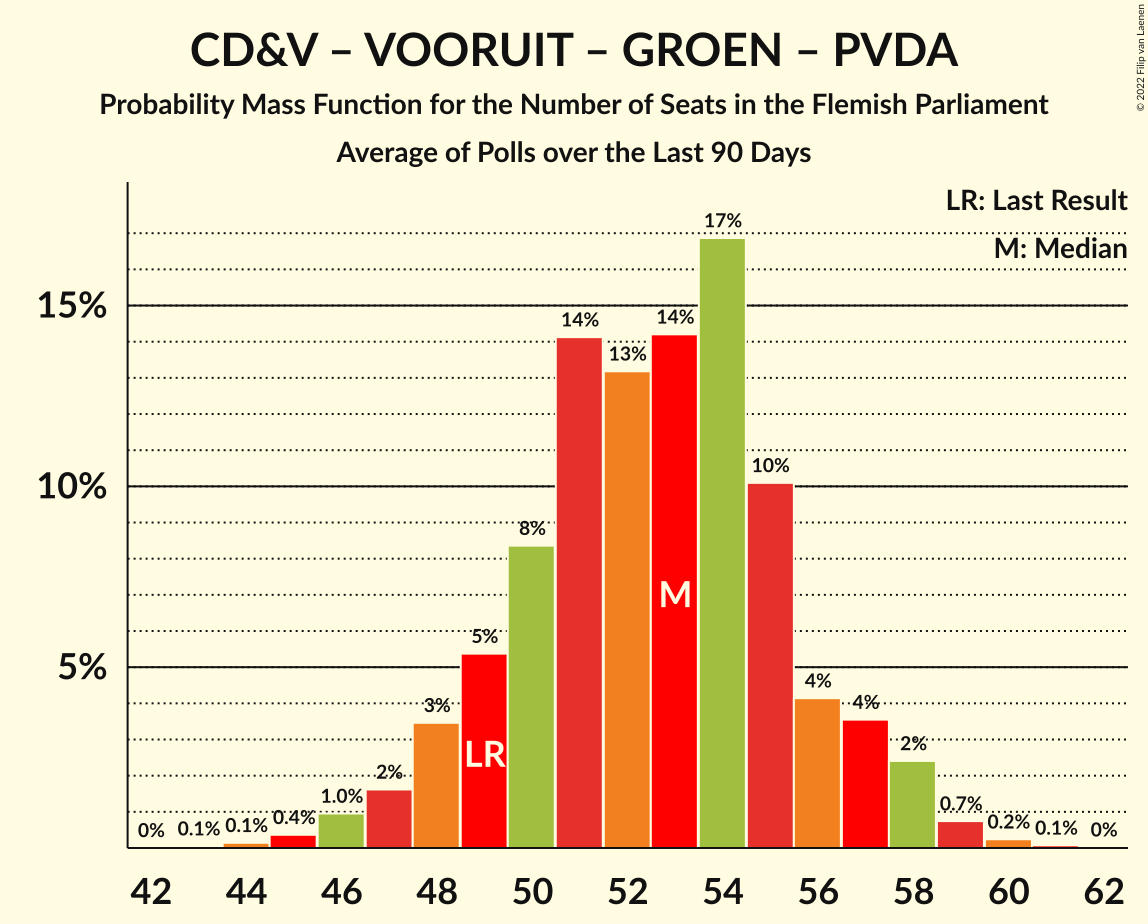 CD&V – VOORUIT – GROEN – PVDA
Probability Mass Function for the Number of Seats in the Flemish Parliament
Average of Polls over the Last 90 Days
© 2022 Filip van Laenen
LR: Last Result
M: Median
15%
10%
5%
0%
0.1%
0.1%
0.4%
1.0%
2%
3%
5%
8%
14%
13%
14%
17%
10%
4%
4%
2%
0.7%
0.2%
0.1%
0%
LR
M
42 44 46 48 50 52 54 56 58 60 62